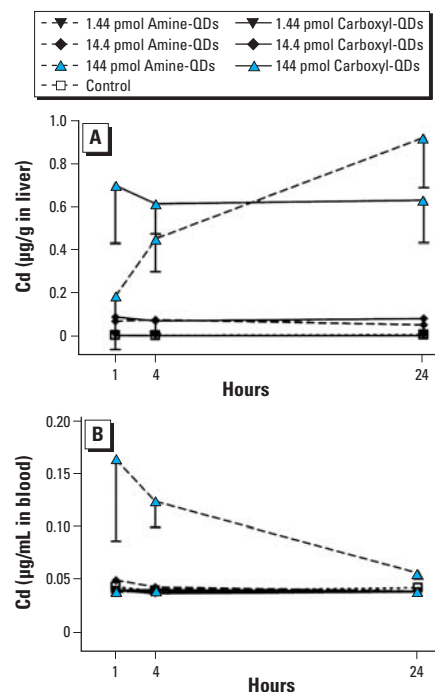 1.44 pmol Amine-QDs 1.44 pmol Carboxyl-QDs
14.4 pmol Amine-QDs 14.4 pmol Carboxyl-QDs
144 pmol Amine-QDs 144 pmol Carboxyl-QDs
Control
A
Cd (µg/g in liver)
1.0
0.8
0.6
0.4
0.2
0
1 4 24
Hours
B
Cd (µg/mL in blood)
0.20
0.15
0.10
0.05
0
1 4 24
Hours